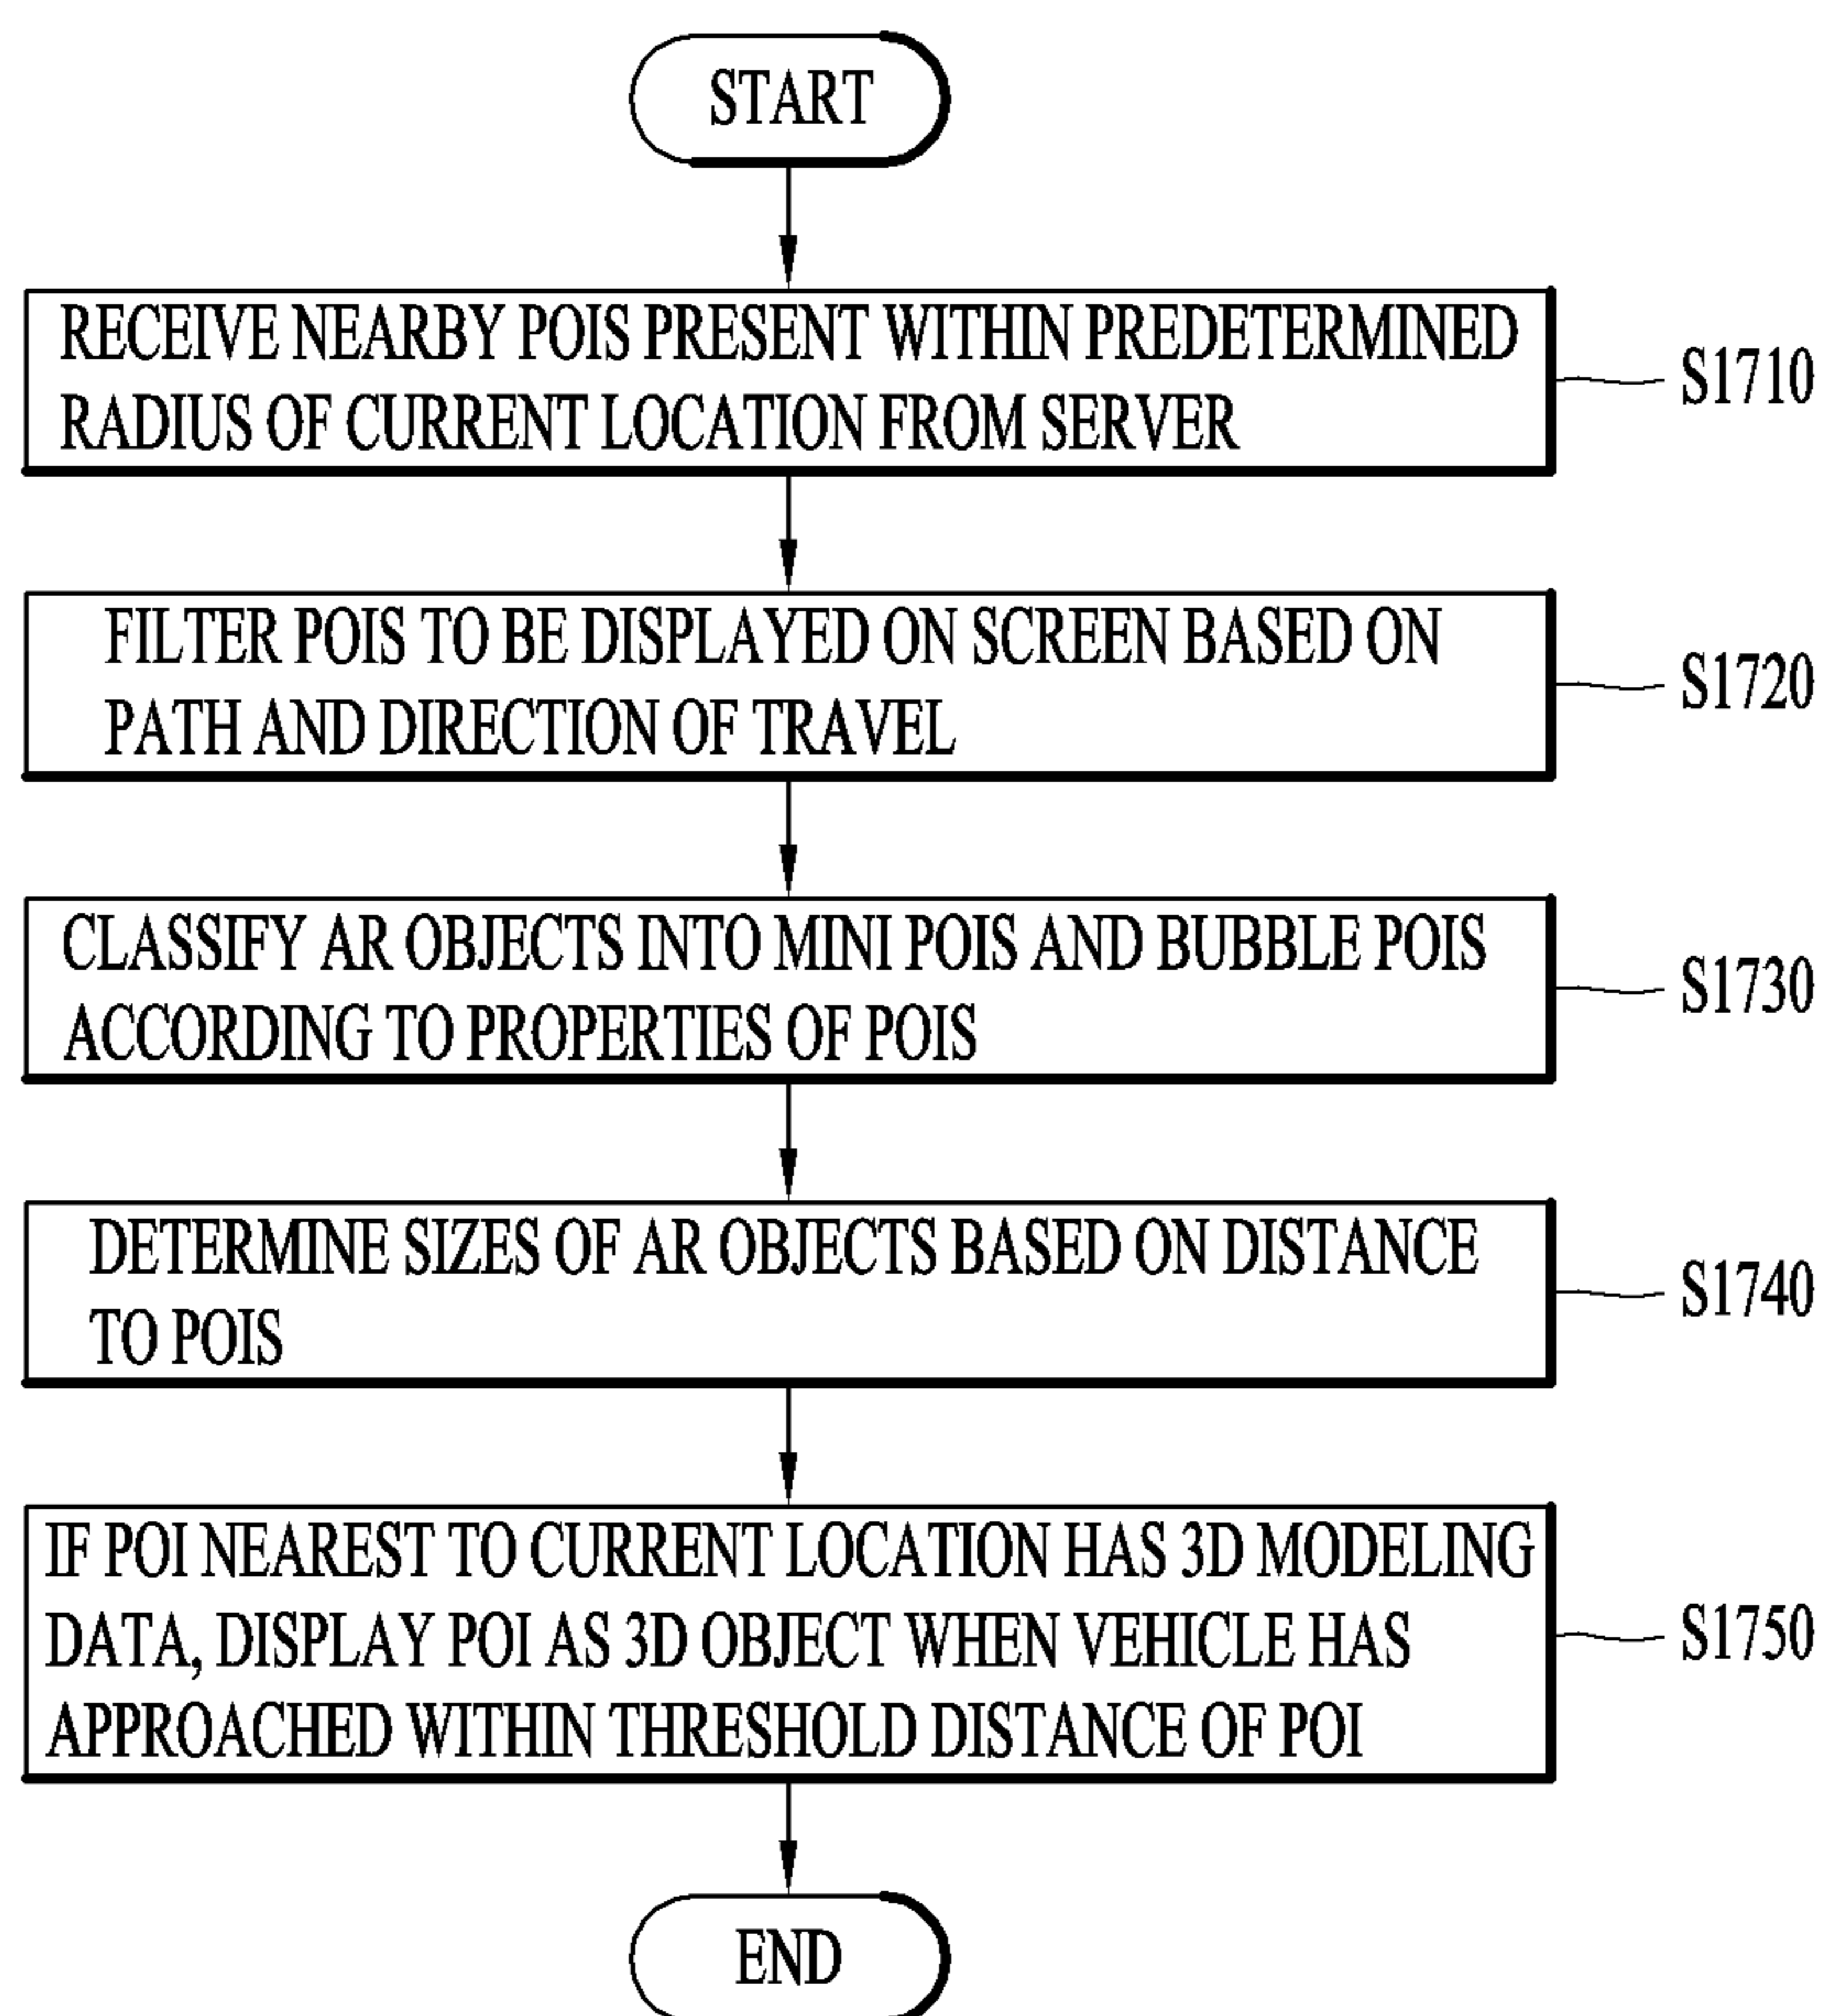 START
RECEIVE NEARBY POIS PRESENT WITHIN PREDETERMINED
RADIUS OF CURRENT LOCATION FROM SERVER
S1710
FILTER POIS TO BE DISPLAYED ON SCREEN BASED ON
PATH AND DIRECTION OF TRAVEL
S1720
CLASSIFY AR OBJECTS INTO MINI POIS AND BUBBLE POIS
ACCORDING TO PROPERTIES OF POIS
S1730
DETERMINE SIZES OF AR OBJECTS BASED ON DISTANCE
TO POIS
S1740
IF POI NEAREST TO CURRENT LOCATION HAS 3D MODELING
DATA, DISPLAY POI AS 3D OBJECT WHEN VEHICLE HAS
APPROACHED WITHIN THRESHOLD DISTANCE OF POI
S1750
END